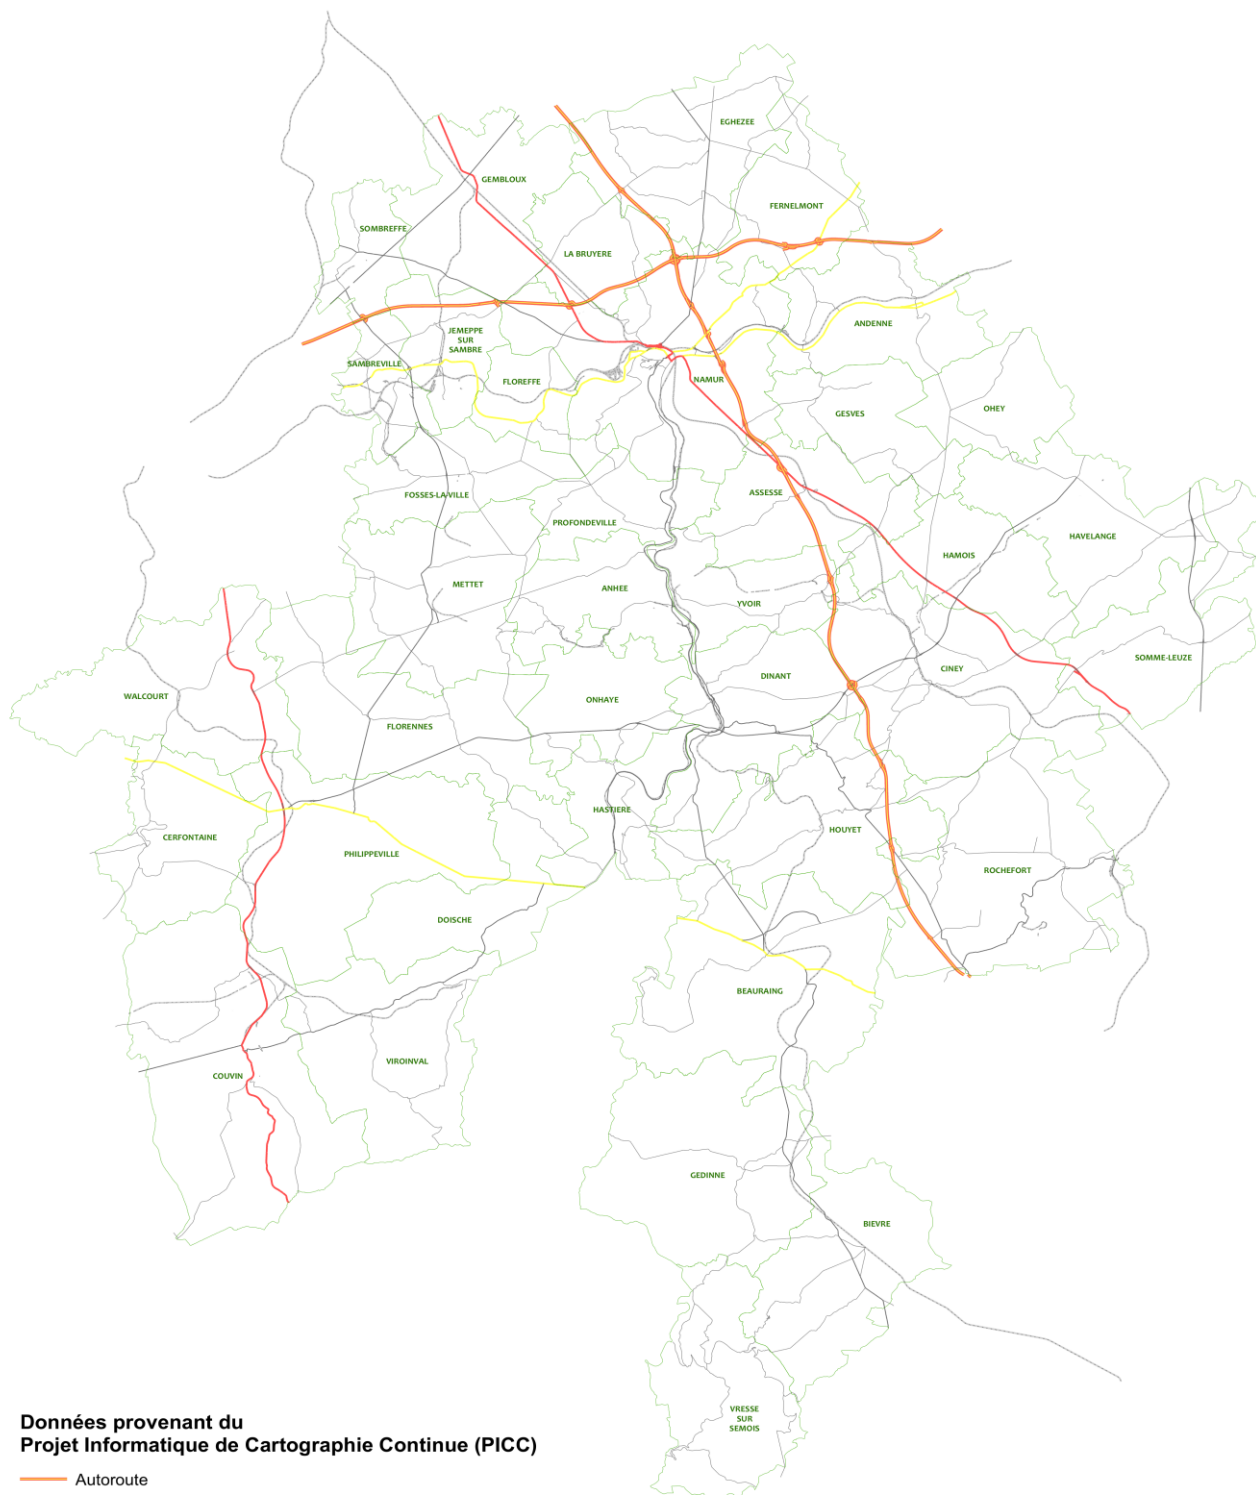 EGHEZEE
GEMBLOUX
FERNELMONT
SOMBREFFE
LA BRUYERE
ANDENNE
JEMEPPE
SUR
SAMBRE
SAMBREVILLE
FLOREFFE
NAMUR
GESVES
OHEY
FOSSES-LA-VILLE
ASSESSE
PROFONDEVILLE
HAVELANGE
HAMOIS
METTET
ANHEE
YVOIR
SOMME-LEUZE
CINEY
DINANT
WALCOURT
ONHAYE
FLORENNES
HASTIERE
HOUYET
CERFONTAINE
PHILIPPEVILLE
ROCHEFORT
DOISCHE
BEAURAING
VIROINVAL
COUVIN
GEDINNE
BIEVRE
VRESSE
SUR
SEMOIS
Données provenant du
Projet Informatique de Cartographie Continue (PICC)
Autoroute